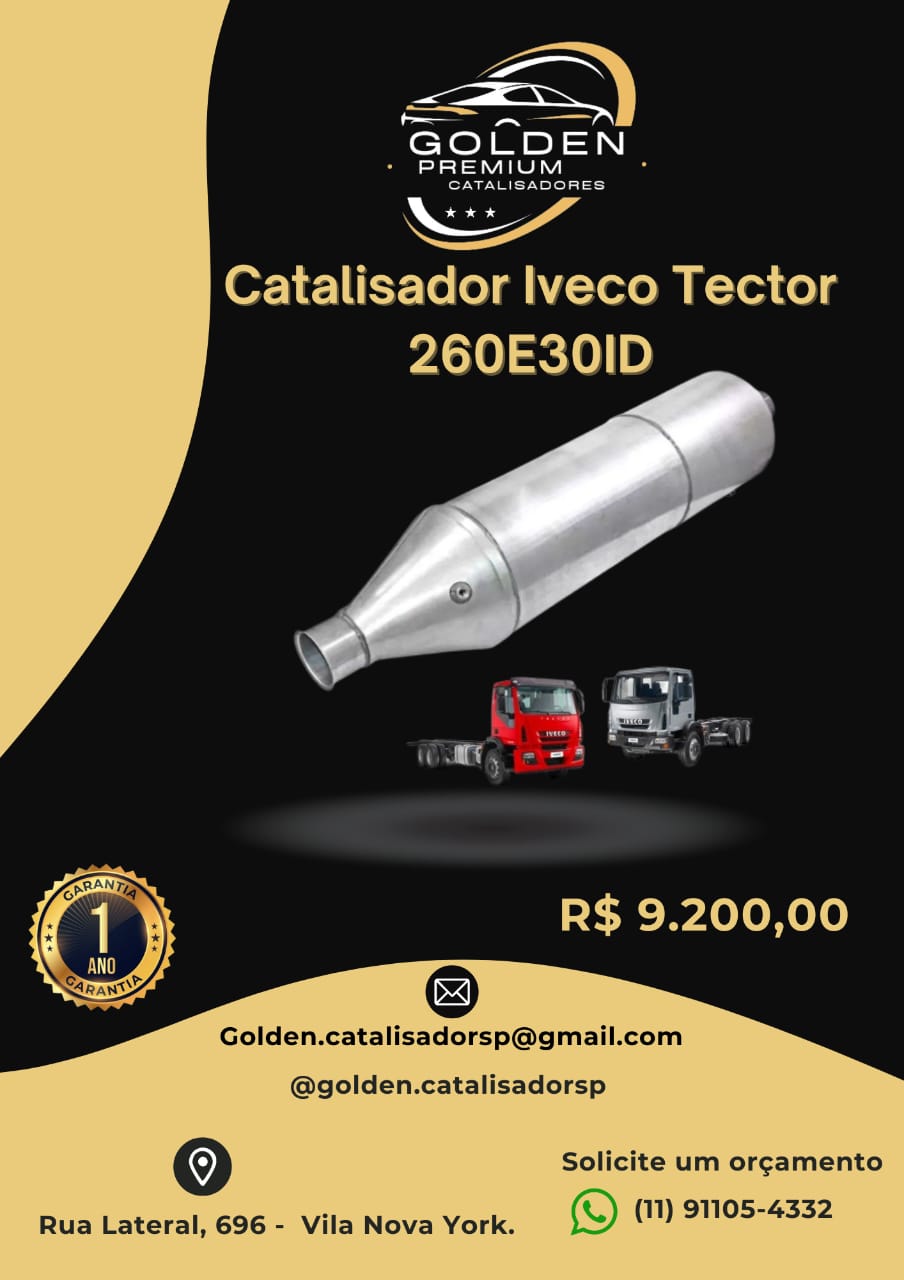 GOLDEN
PREMIUM
CATALISADORES
Catalisador Iveco Tector
260E30ID
IVECO
IVECO
GARANTIA
1
ANO
GARANTIA
R$ 9.200,00
Golden.catalisadorsp@gmail.com
@golden.catalisadorsp
Solicite um orçamento
(11) 91105-4332
Rua Lateral, 696 - Vila Nova York.